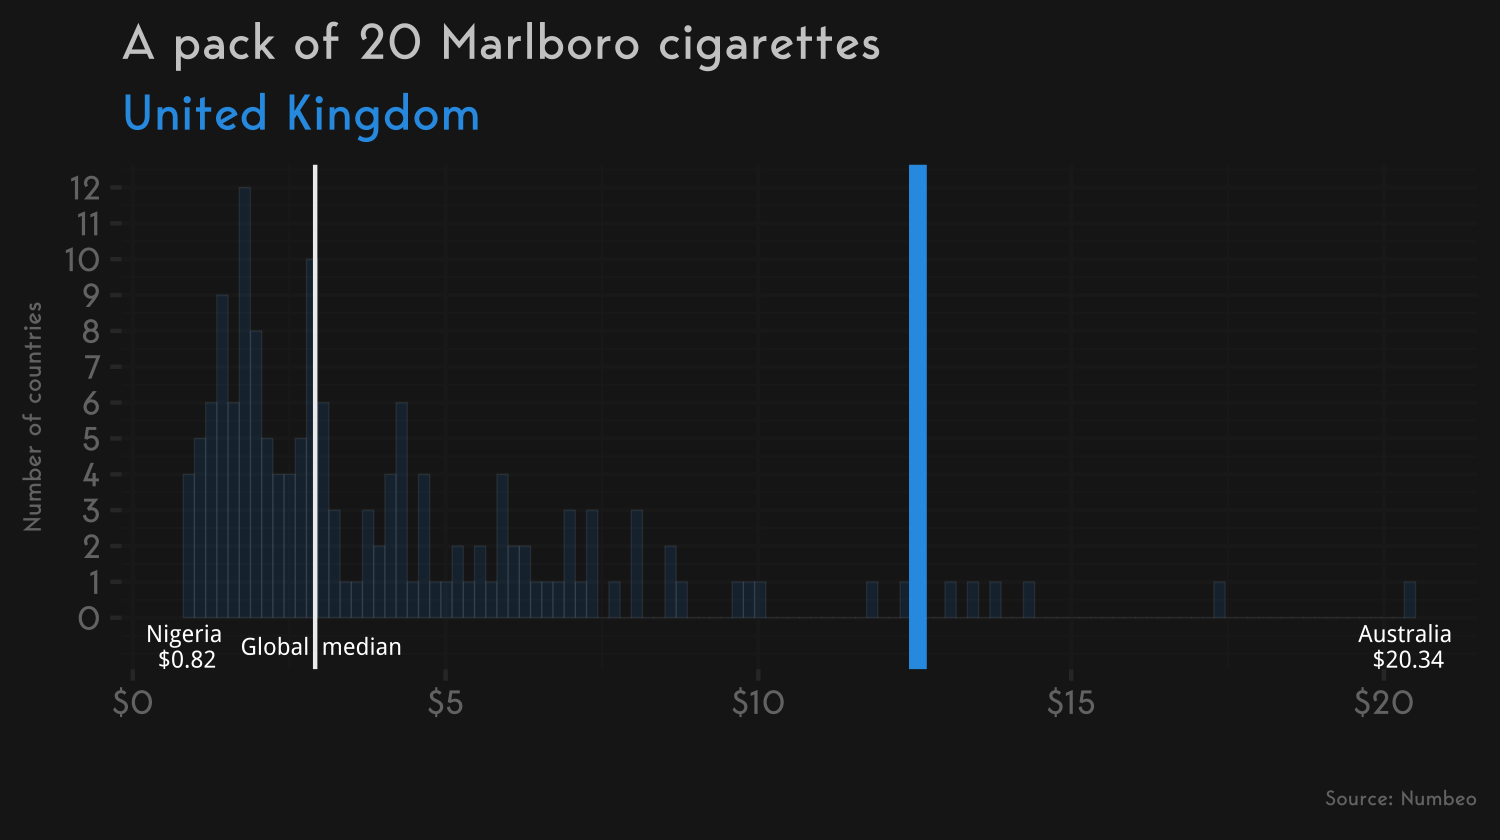 A pack of 20 Marlboro cigarettes
United Kingdom
Number of countries
12
11
10
9
8
7
6
5
4
3
2
1
0
Nigeria
$0.82
Global median
Australia
$20.34
$0 $5 $10 $15 $20
Source: Numbeo